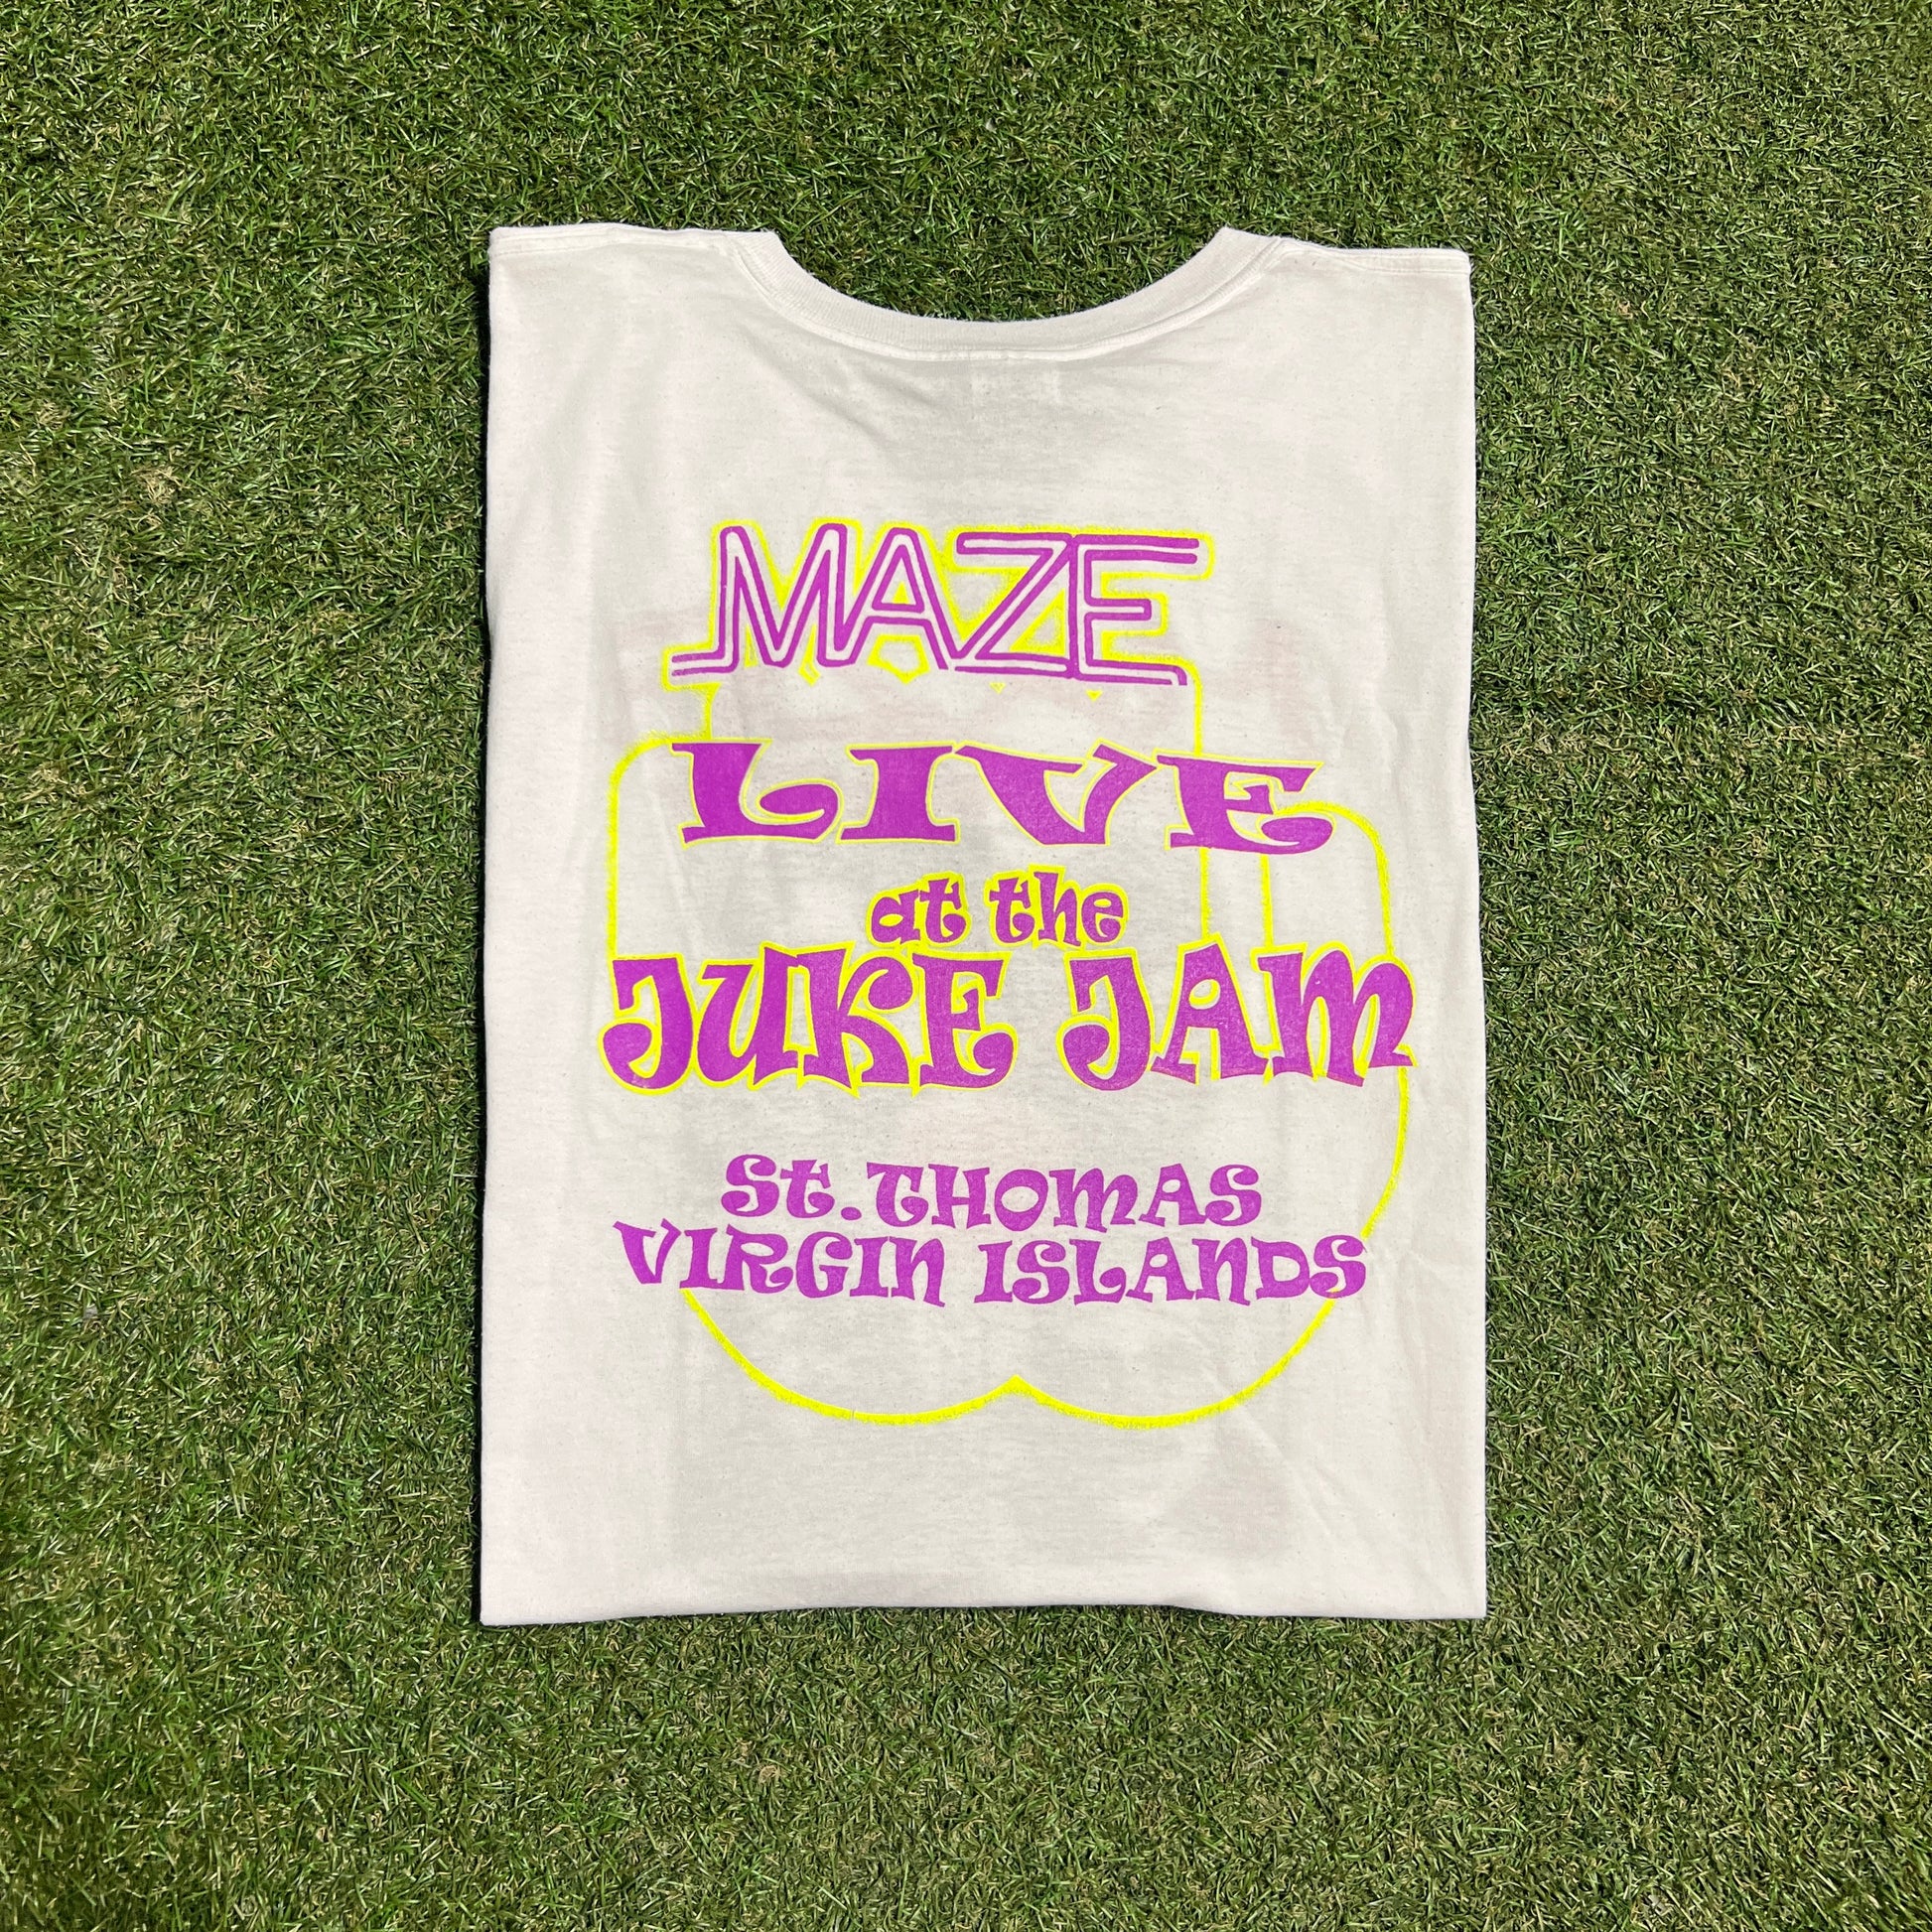 MAZE
LIVE
at the
JUKE JAM
St. THOMAS
VIRGIN ISLANDS